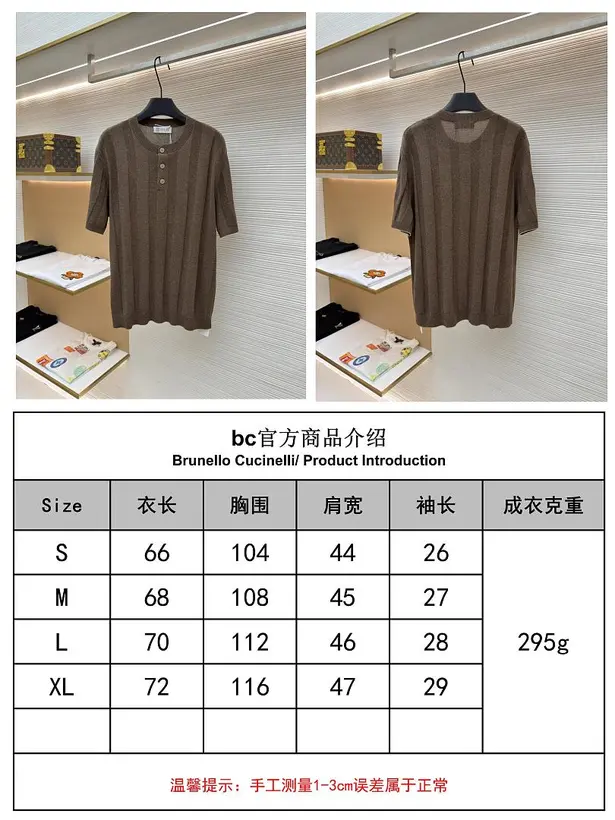 bc官方商品介绍
Brunello Cucinelli/ Product Introduction
Size 衣长 胸围 肩宽 袖长 成衣克重
S 66 104 44 26
M 68 108 45 27
L 70 112 46 28
XL 72 116 47 29
295g
温馨提示：手工测量1-3cm误差属于正常